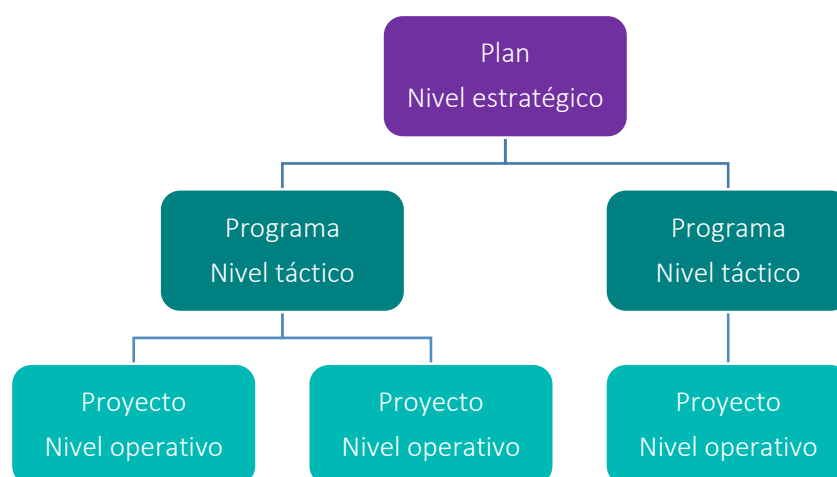 Plan
Nivel estratégico
Programa
Nivel táctico
Programa
Nivel táctico
Proyecto
Nivel operativo
Proyecto
Nivel operativo
Proyecto
Nivel operativo